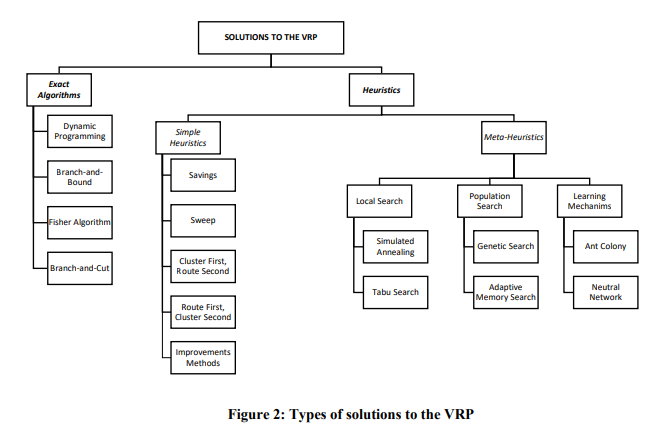 SOLUTIONS TO THE VRP
Exact
Algorithms
Heuristics
Dynamic
Programming
Branch-and-
Bound
Fisher Algorithm
Branch-and-Cut
Simple
Heuristics
Savings
Sweep
Cluster First,
Route Second
Route First,
Cluster Second
Improvements
Methods
Meta-Heuristics
Local Search
Simulated
Annealing
Tabu Search
Population
Search
Genetic Search
Adaptive
Memory Search
Learning
Mechanims
Ant Colony
Neutral
Network
Figure 2: Types of solutions to the VRP